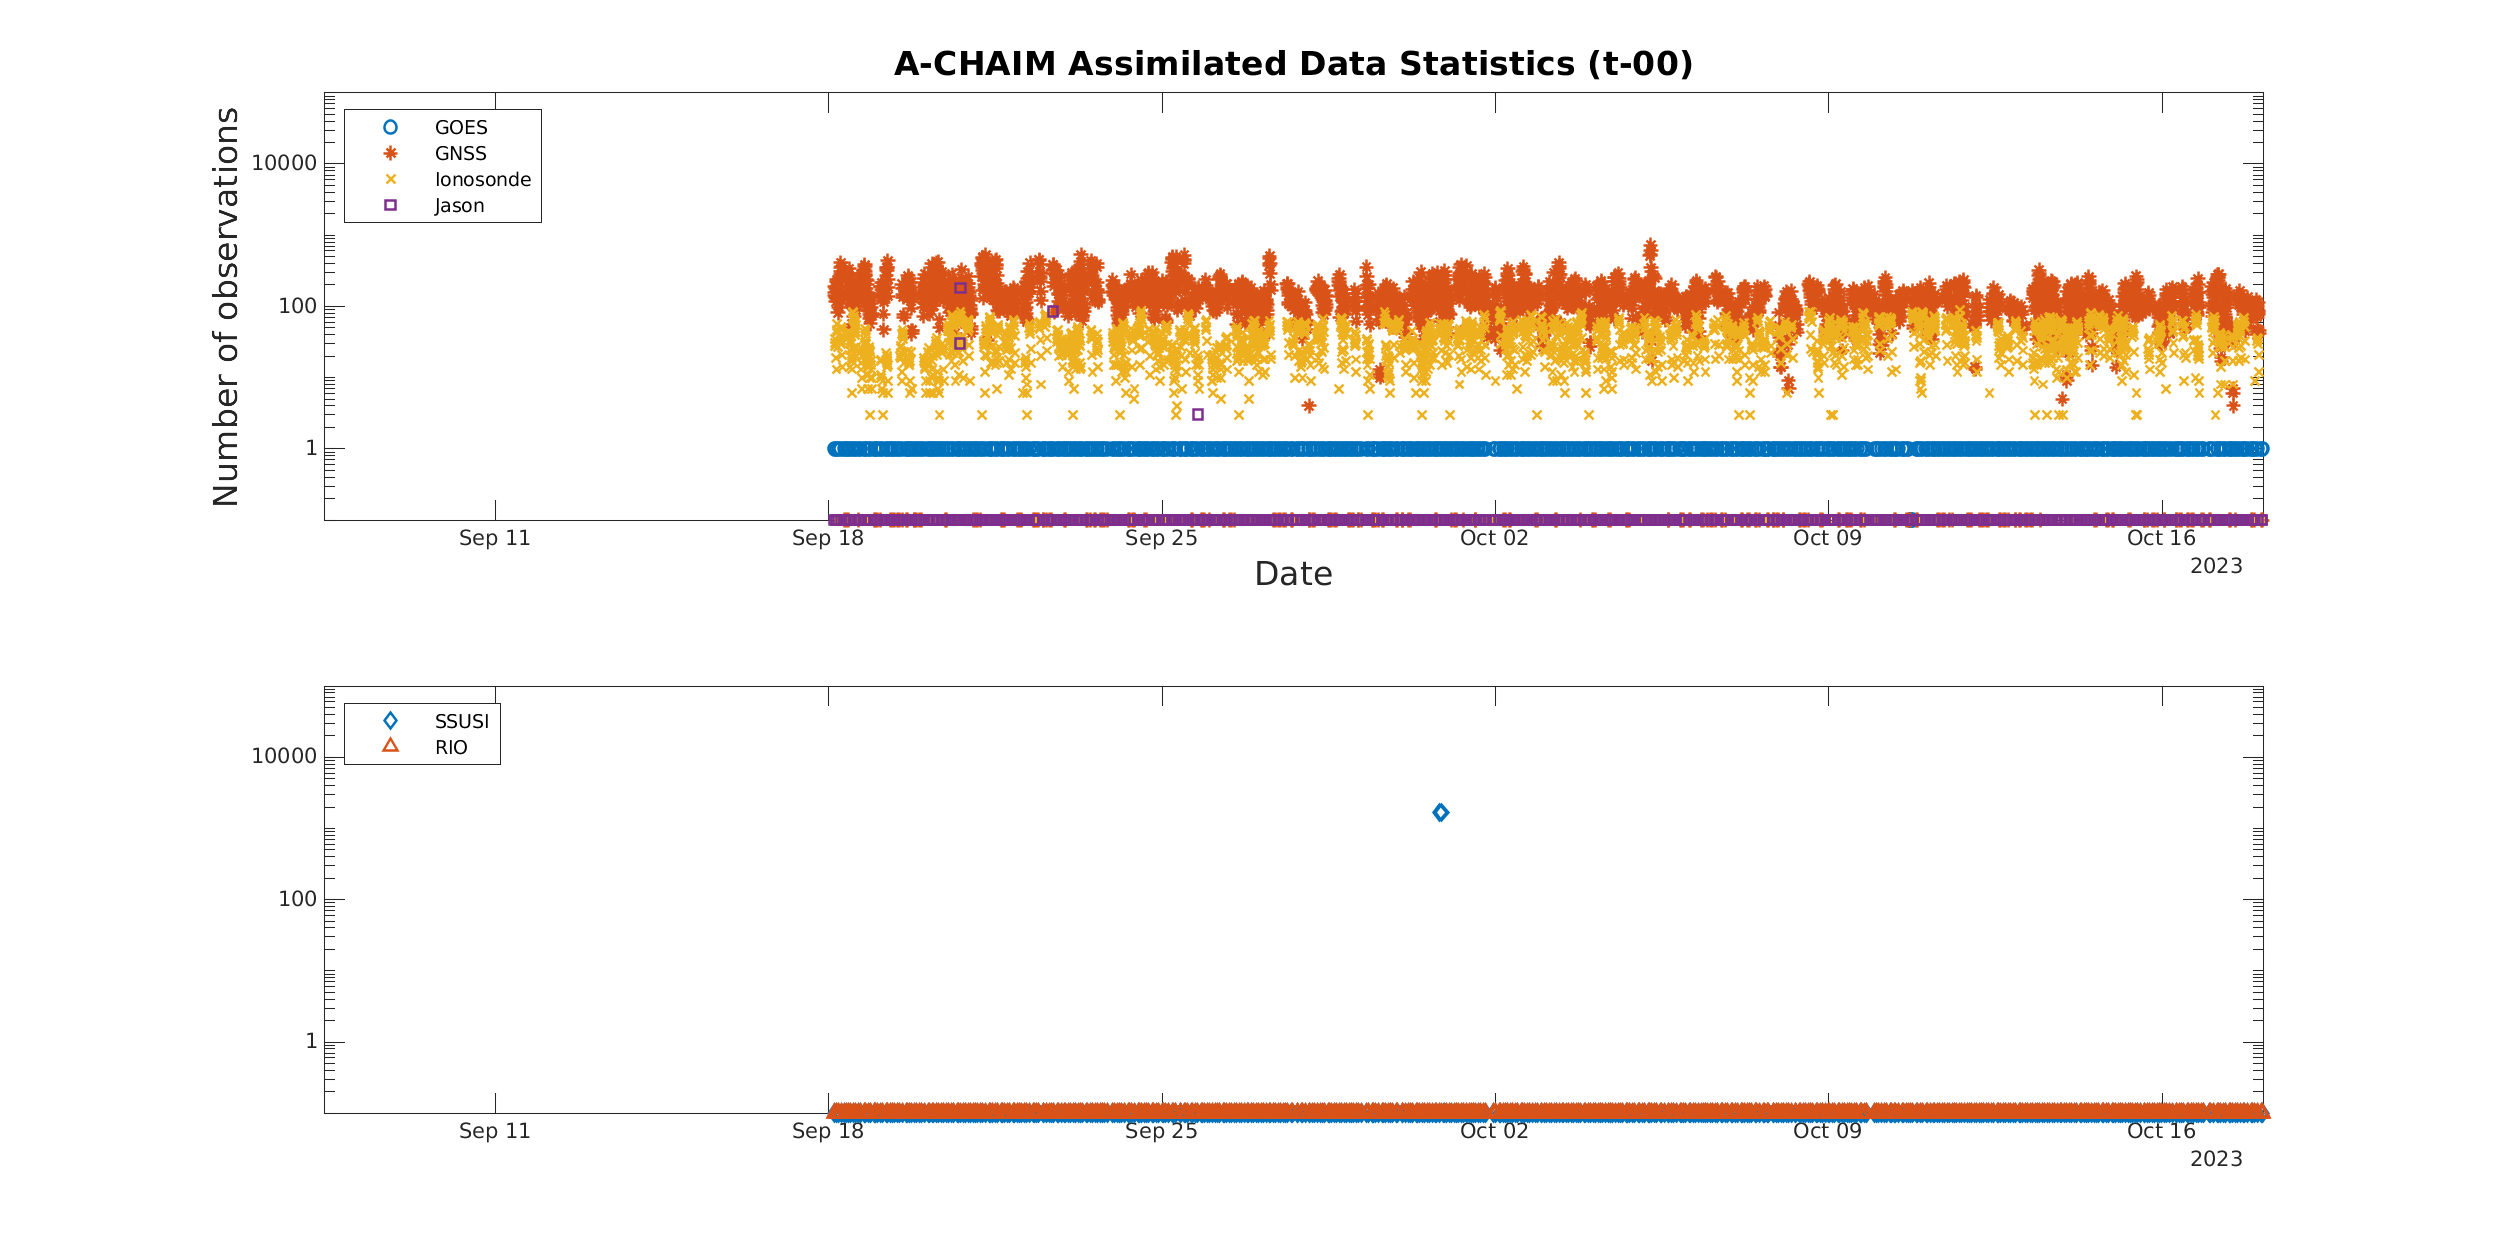 A-CHAIM Assimilated Data Statistics (t-00)
Number of observations
GOES
GNSS
Ionosonde
Jason
10000
100
1
Sep 11 Sep 18 Sep 25 Oct 02 Oct 09 Oct 16
2023
Date
SSUSI
RIO
10000
100
1
Sep 11 Sep 18 Sep 25 Oct 02 Oct 09 Oct 16
2023